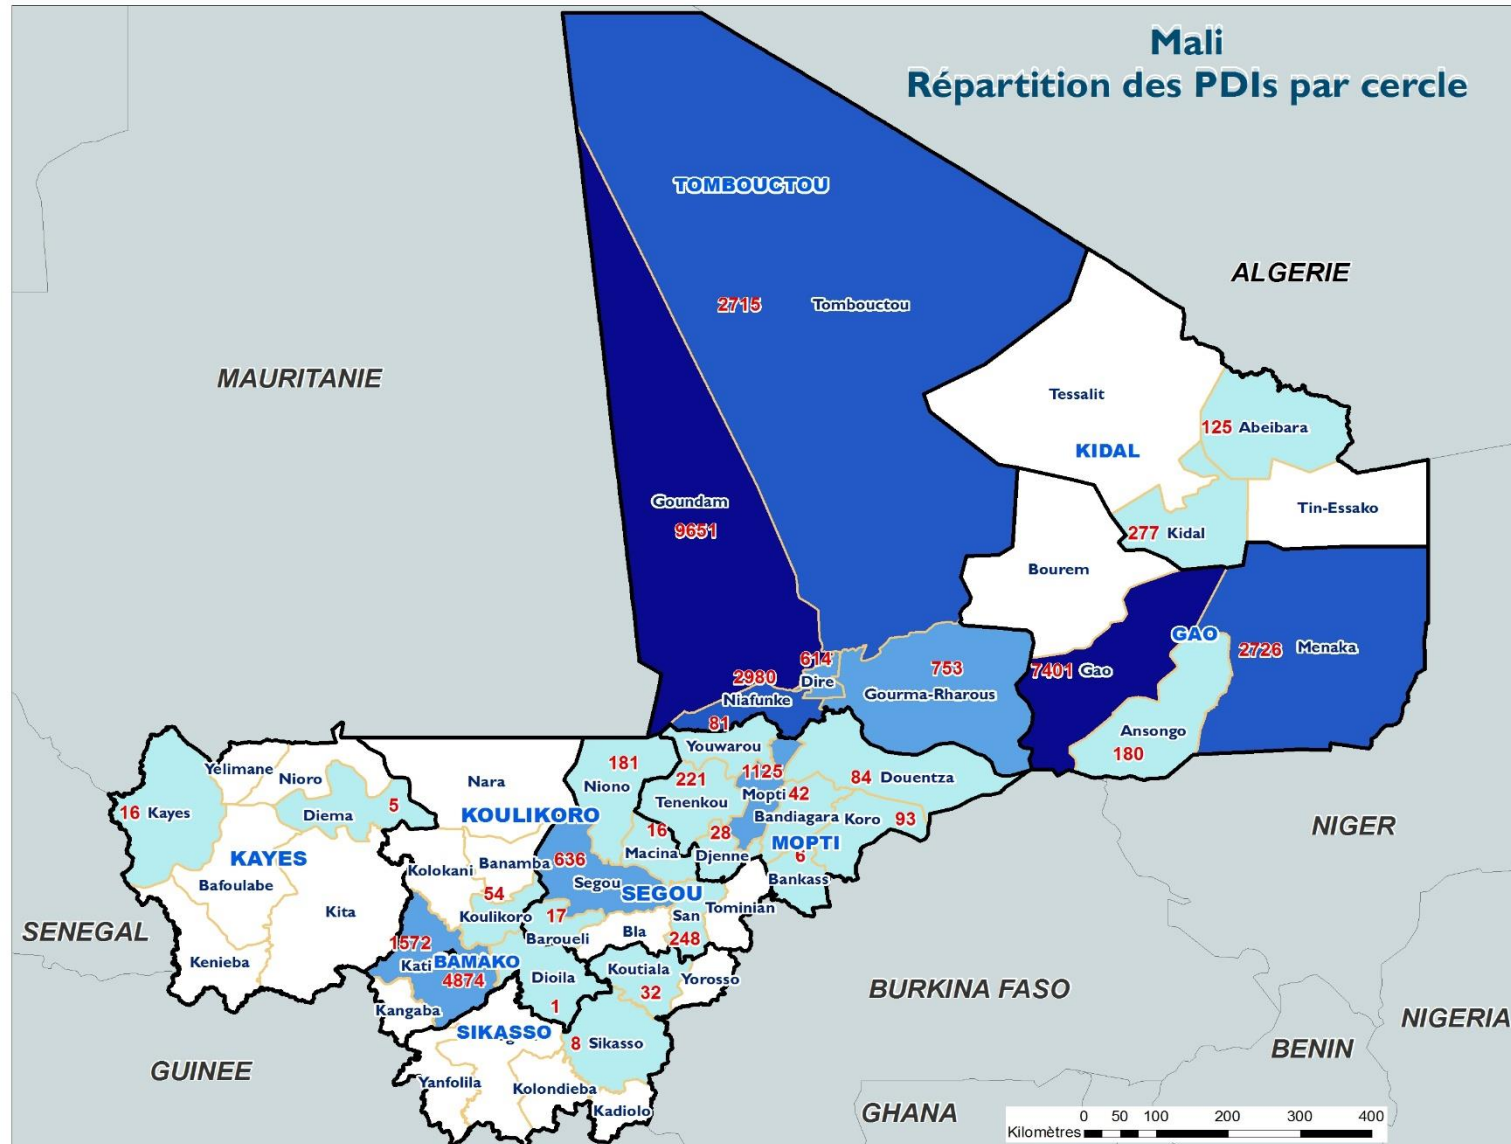 Mali
Répartition des PDIs par cercle
TOMBOUCTOU
ALGERIE
2715
Tombouctou
MAURITANIE
Tessalit
125
Abeibara
KIDAL
Goundam
9651
277
Kidal
Tin-Essako
Bourem
GAO
2726
Menaka
614
753
7401
Gao
2980
Dire
Gourma-Rharous
Niafunke
81
Ansongo
180
Youwarou
181
1125
221
84
Douentza
Yelimane
Nioro
Nara
Niono
Tenenkou
Mopti
42
16
Kayes
5
Diema
KOULIKORO
Bandiagara
Koro
93
NIGER
16
28
MOPTI
KAYES
Kolokani
Banamba
636
Macina
Djenne
6
Bafoulabe
Segou
SEGOU
Bankass
54
Kita
Koulikoro
17
San
Tominian
SENEGAL
Baroueli
Bla
248
1572
Kenieba
Kati
BAMAKO
4874
Dioila
Koutiala
Yorosso
32
BURKINA FASO
Kangaba
1
NIGERIA
SIKASSO
8
Sikasso
BENIN
GUINEE
Yanfolila
Kolondieba
Kadiolo
GHANA
0 50 100 200 300 400
Kilomètres